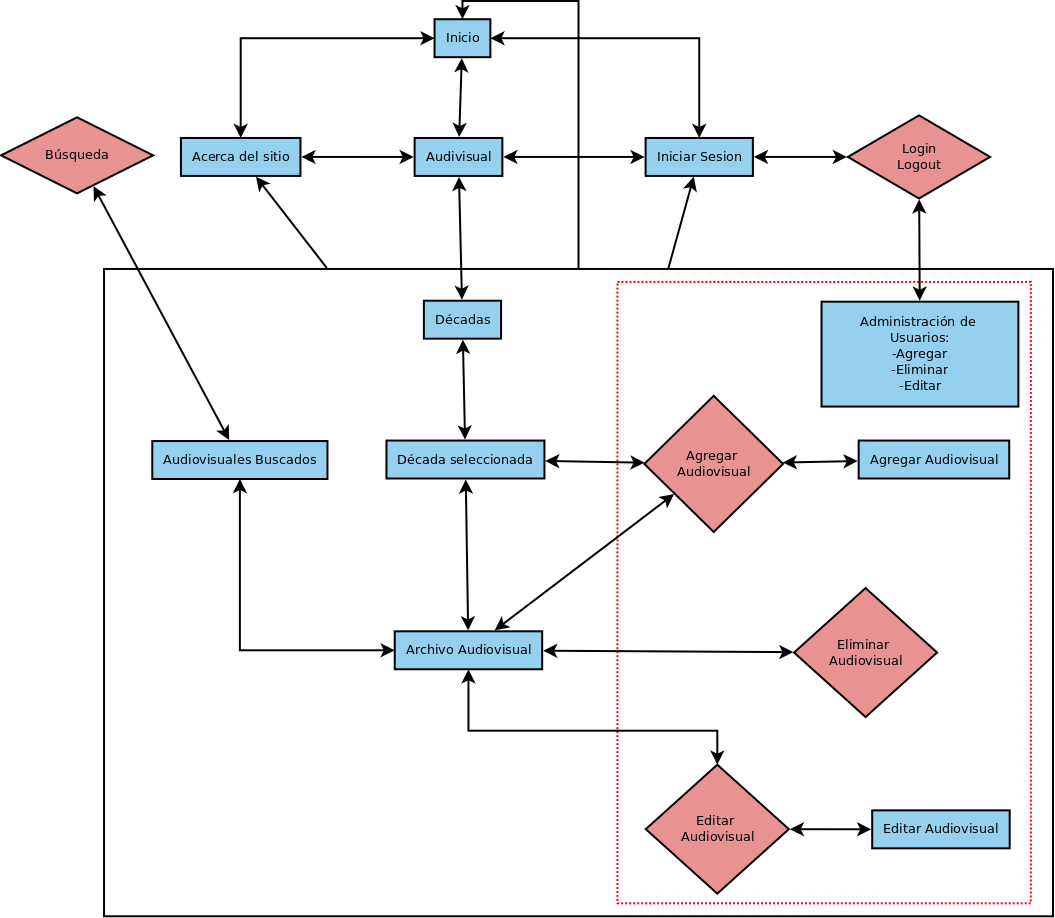 Inicio
Búsqueda
Acerca del sitio
Audivisual
Iniciar Sesion
Login
Logout
Décadas
Administración de
Usuarios:
-Agregar
-Eliminar
-Editar
Audiovisuales Buscados
Década seleccionada
Agregar
Audiovisual
Agregar Audiovisual
Archivo Audiovisual
Eliminar
Audiovisual
Editar
Audiovisual
Editar Audiovisual